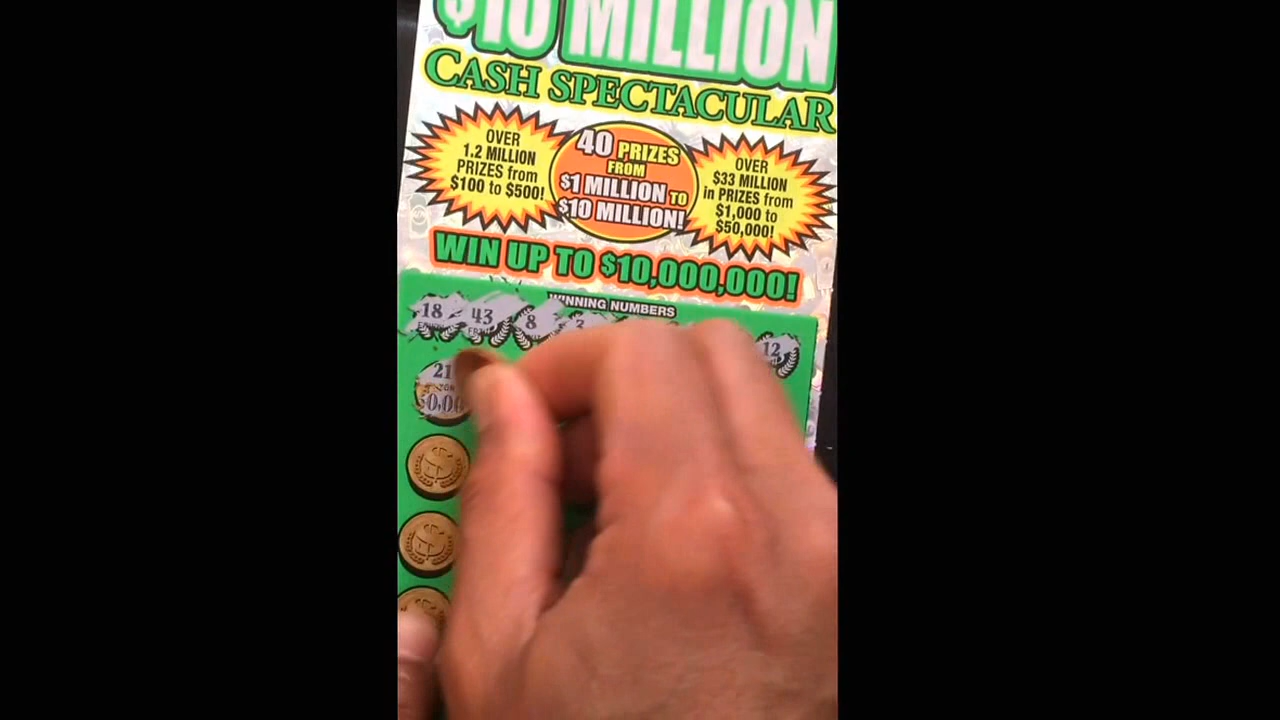 $10 MILLION
CASH SPECTACULAR
OVER
1.2 MILLION
PRIZES from
$100 to $500!
40 PRIZES
FROM
$1 MILLION TO
$10 MILLION!
OVER
$33 MILLION
in PRIZES from
$1,000 to
$50,000!
WIN UP TO $10,000,000!
WINNING NUMBERS
18 43 8 3 12
21